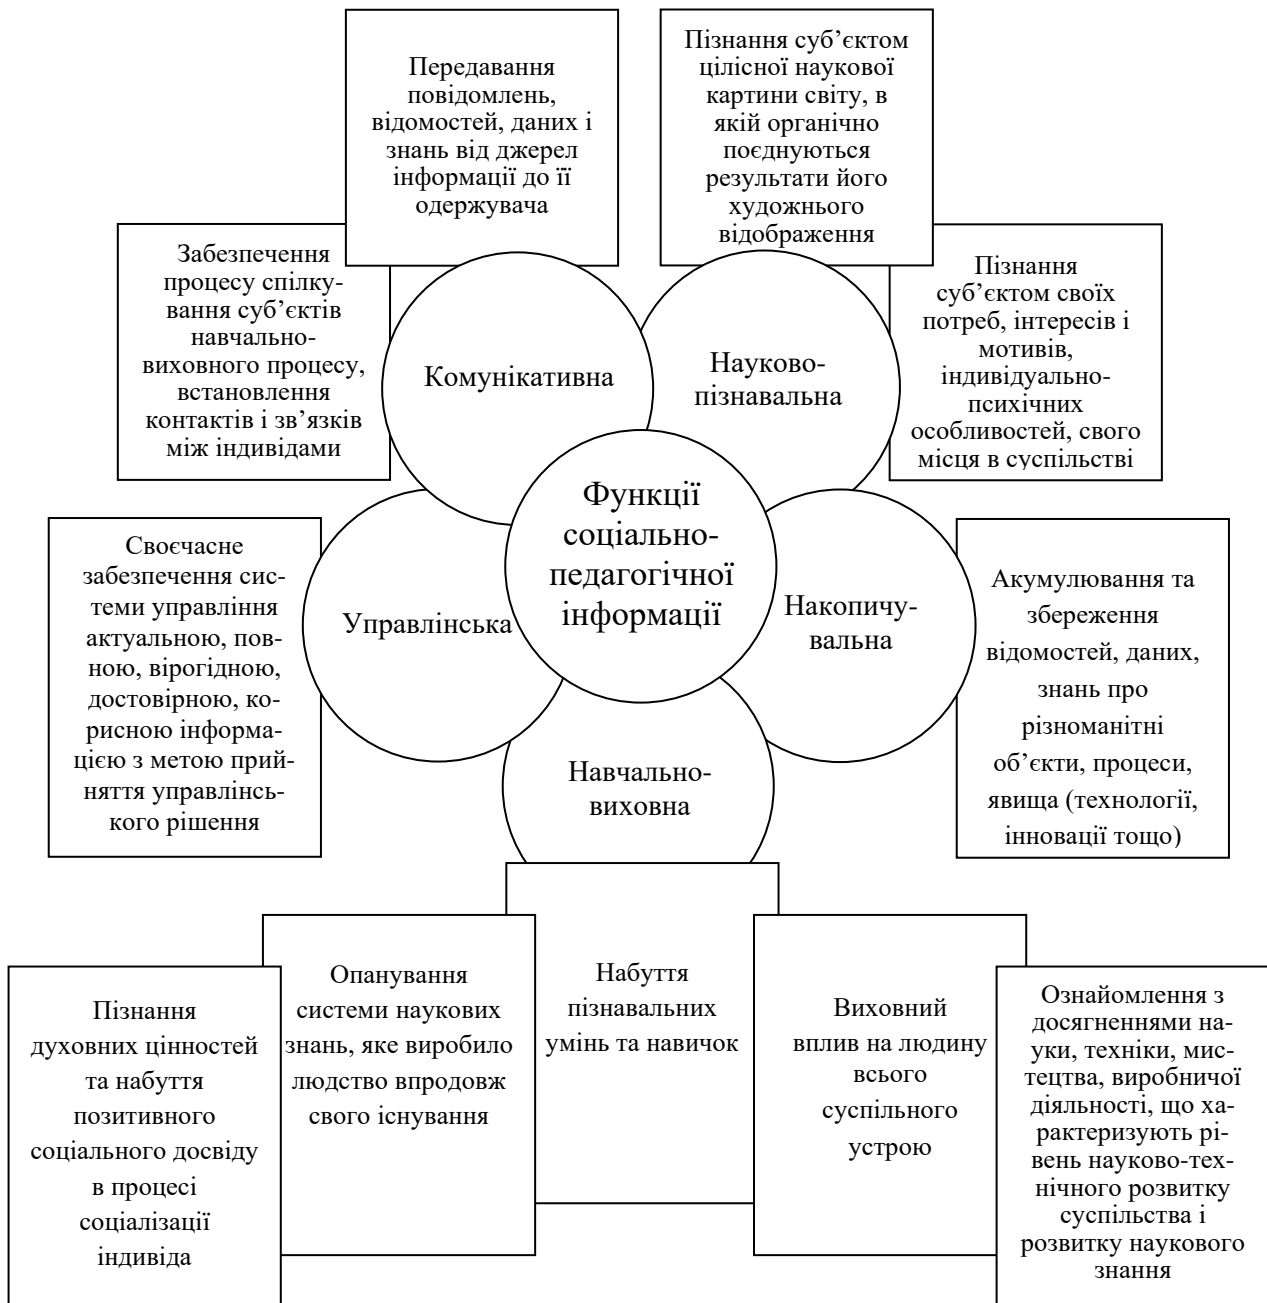 Передавання
повідомлень,
відомостей, даних і
знань від джерел
інформації до її
одержувача
Пізнання суб’єктом
цілісної наукової
картини світу, в
якій органічно
поєднуються
результати його
художнього
відображення
Забезпечення
процесу спілку-
вання суб’єктів
навчально-
виховного процесу,
встановлення
контактів і зв’язків
між індивідами
Комунікативна
Науково-
пізнавальна
Пізнання
суб’єктом своїх
потреб, інтересів і
мотивів,
індивідуально-
психічних
особливостей, свого
місця в суспільстві
Функції
соціально-
педагогічної
інформації
Своєчасне
забезпечення сис-
теми управління
актуальною, пов-
ною, вірогідною,
достовірною, ко-
рисною інформа-
цією з метою прий-
няття управлінсь-
кого рішення
Управлінська
Накопичу-
вальна
Акумулювання та
збереження
відомостей, даних,
знань про
різноманітні
об’єкти, процеси,
явища (технології,
інновації тощо)
Навчально-
виховна
Пізнання
духовних цінностей
та набуття
позитивного
соціального досвіду
в процесі
соціалізації
індивіда
Опанування
системи наукових
знань, яке виробило
людство впродовж
свого існування
Набуття
пізнавальних
умінь та навичок
Виховний
вплив на людину
всього
суспільного
устрою
Ознайомлення з
досягненнями на-
уки, техніки, мис-
тецтва, виробничої
діяльності, що ха-
рактеризують рі-
вень науково-тех-
нічного розвитку
суспільства і
розвитку наукового
знання